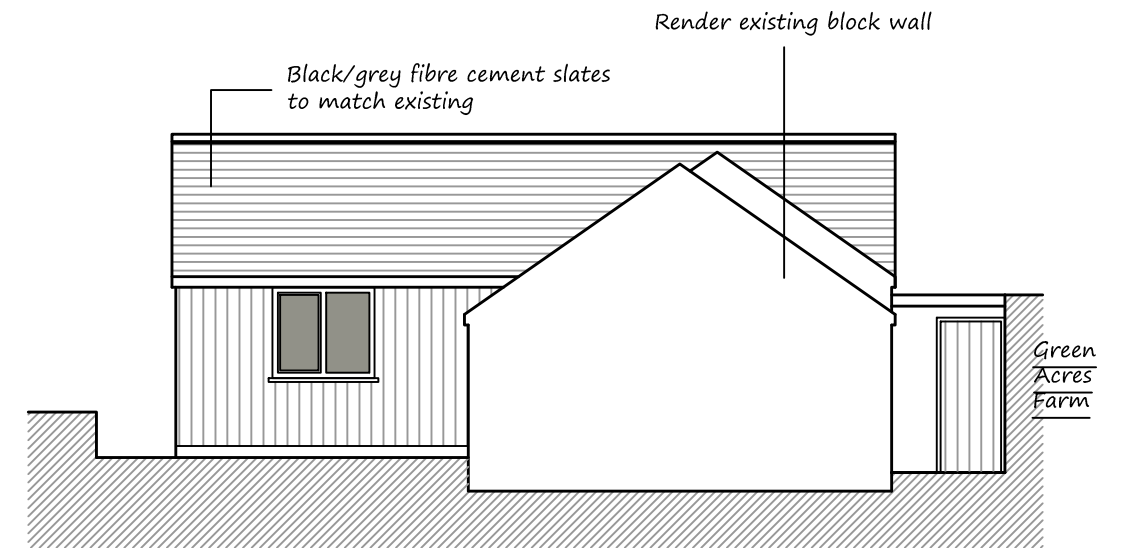 Render existing block wall
Black/grey fibre cement slates
to match existing
Green
Acres
Farm